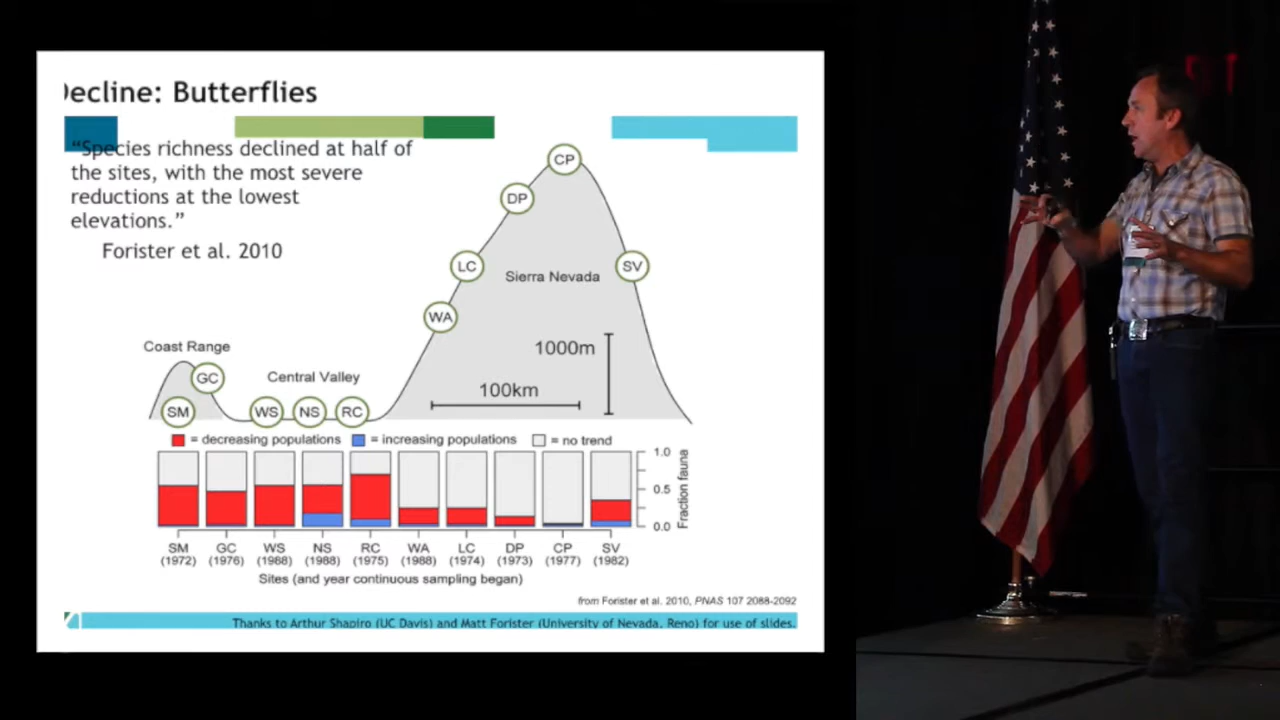 Decline: Butterflies
“Species richness declined at half of
the sites, with the most severe
reductions at the lowest
elevations.”
Forister et al. 2010
CP
DP
LC
SV
Sierra Nevada
WA
1000m
Coast Range
GC
Central Valley
100km
SM
WS
NS
RC
= decreasing populations
= increasing populations
= no trend
1.0
0.5
0.0
Fraction fauna
SM GC WS NS RC WA LC DP CP SV
(1972) (1976) (1988) (1988) (1975) (1988) (1974) (1973) (1977) (1982)
Sites (and year continuous sampling began)
from Forister et al. 2010, PNAS 107 2088-2092
Thanks to Arthur Shapiro (UC Davis) and Matt Forister (University of Nevada, Reno) for use of slides.